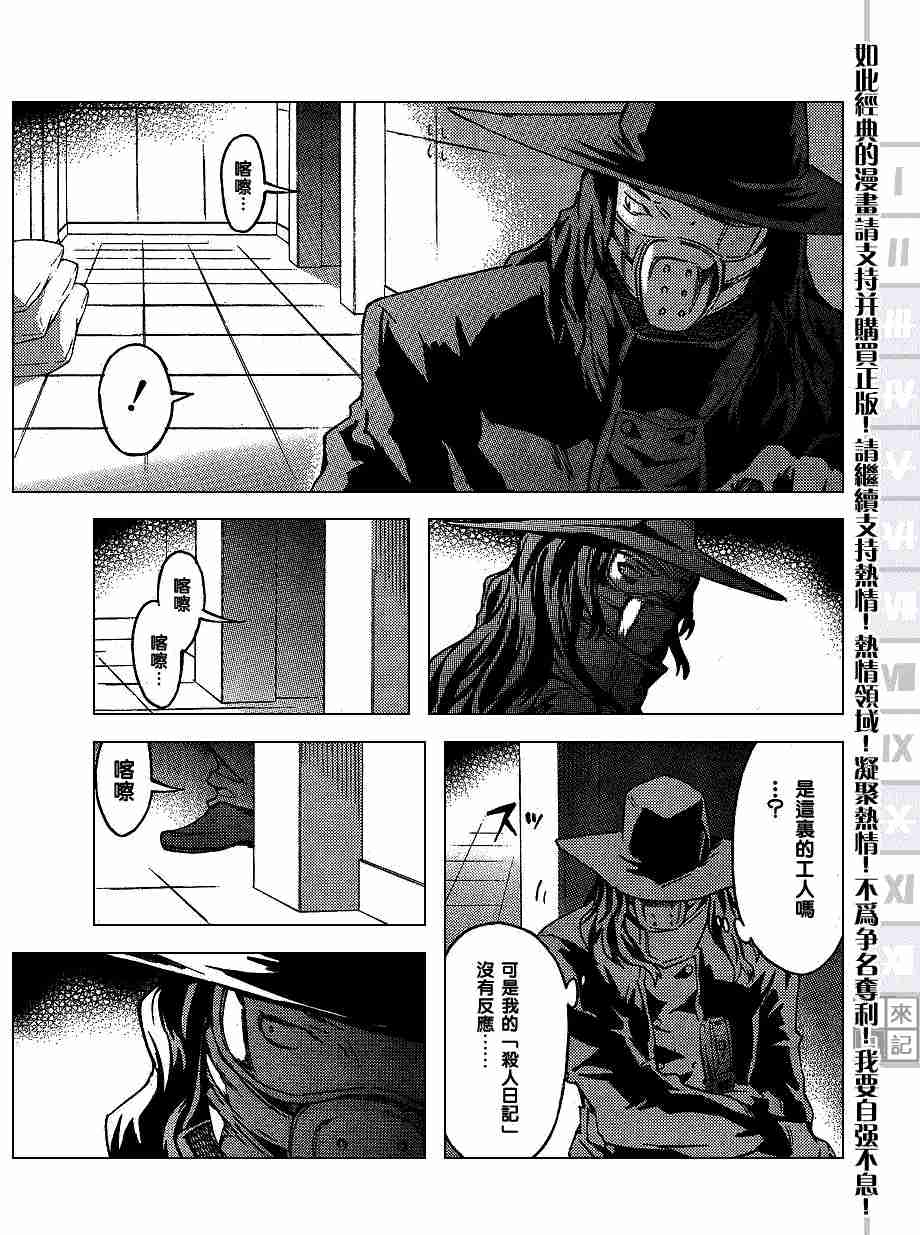 喀嚓…
！
喀嚓
喀嚓…
是這裏的工人嗎
…？
ス
可是我的「殺人日記」
沒有反應……
喀嚓
如此經典的漫畫請支持并購買正版！請繼續支持熱情！熱情領域！凝聚熱情！不爲争名奪利！我要自强不息！
I
II
III
IV
V
VI
VII
VIII
IX
X
XI
XII
來
記